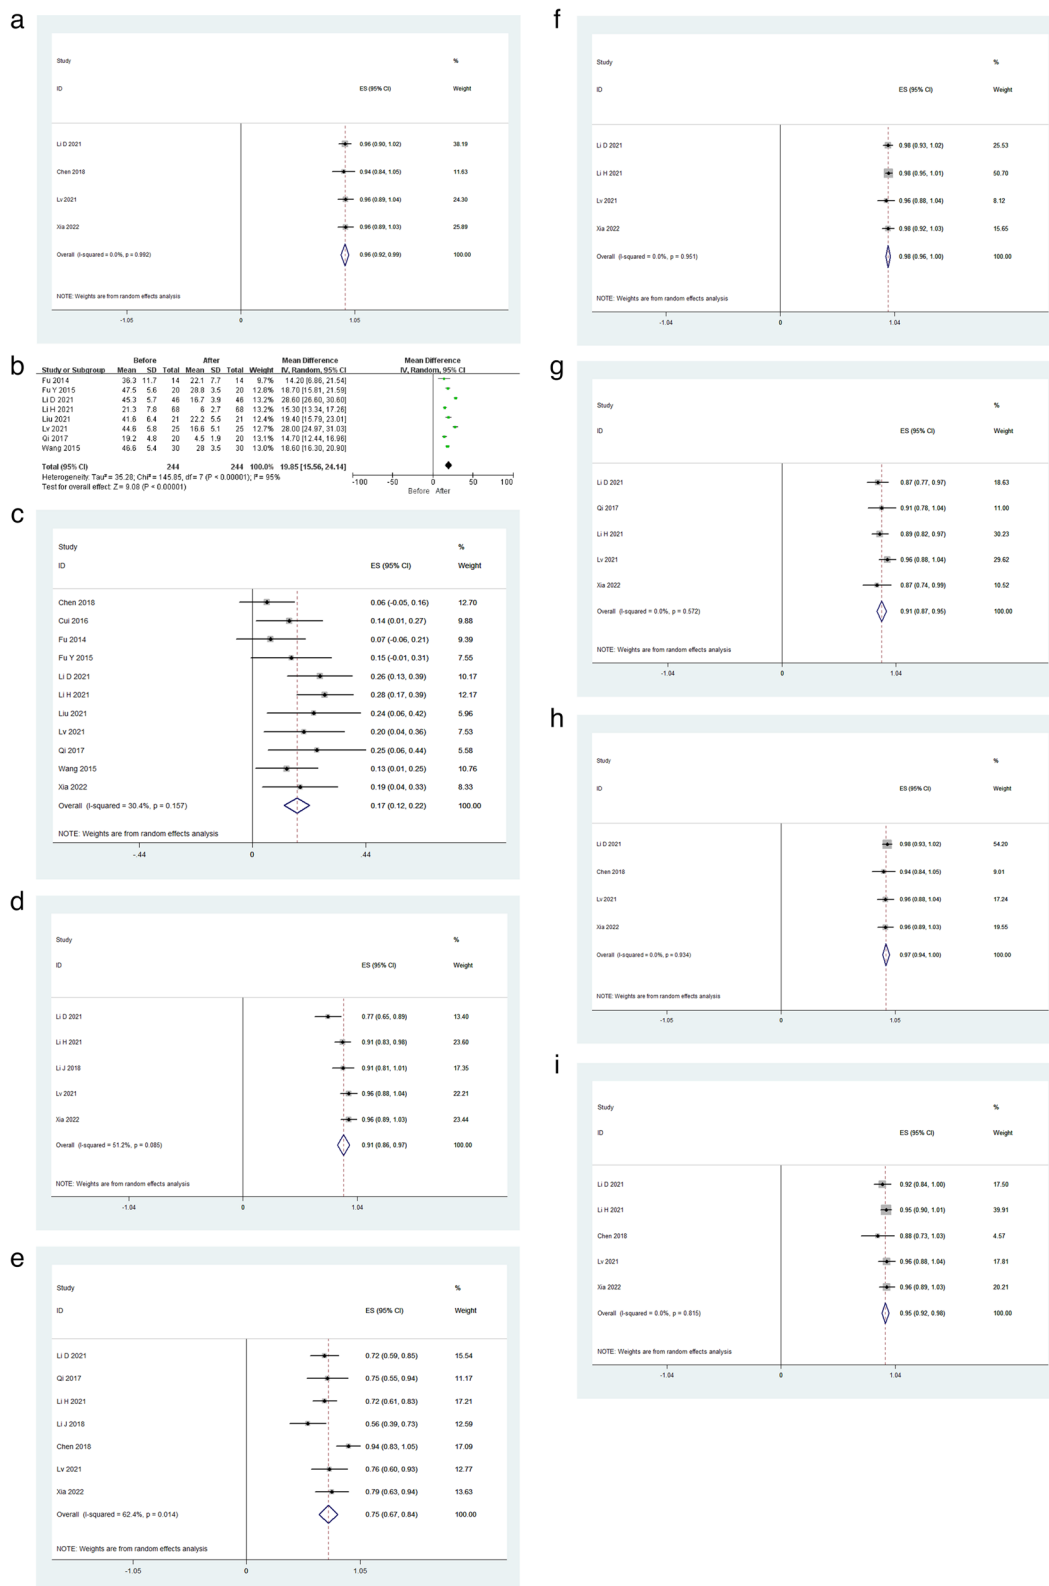 a
Study %
ID ES (95% CI) Weight
Li D 2021 0.96 (0.90, 1.02) 38.19
Chen 2018 0.94 (0.84, 1.05) 11.63
Lv 2021 0.96 (0.89, 1.04) 24.30
Xia 2022 0.96 (0.89, 1.03) 25.89
Overall (I-squared = 0.0%, p = 0.992) 0.96 (0.92, 0.99) 100.00
NOTE: Weights are from random effects analysis
-1.05 0 1.05
b
Before After Mean Difference Mean Difference
Study or Subgroup Mean SD Total Mean SD Total Weight IV, Random, 95% CI IV, Random, 95% CI
Fu 2014 36.3 11.7 14 22.1 7.7 14 9.7% 14.20 [6.86, 21.54]
Fu Y 2015 47.5 5.6 20 28.8 3.5 20 12.8% 18.70 [15.81, 21.59]
Li D 2021 45.3 5.7 46 16.7 3.9 46 13.2% 28.60 [26.60, 30.60]
Li H 2021 21.3 7.8 68 6 2.7 68 13.2% 15.30 [13.34, 17.26]
Liu 2021 41.6 6.4 21 22.2 5.5 21 12.3% 19.40 [15.79, 23.01]
Lv 2021 44.6 5.8 25 16.6 5.1 25 12.7% 28.00 [24.97, 31.03]
Qi 2017 19.2 4.8 20 4.5 1.9 20 13.1% 14.70 [12.44, 16.96]
Wang 2015 46.6 5.4 30 28 3.5 30 13.0% 18.60 [16.30, 20.90]
Total (95% CI) 244 244 100.0% 19.85 [15.56, 24.14]
Heterogeneity: Tau² = 35.28; Chi² = 145.85, df = 7 (P < 0.00001); I² = 95%
Test for overall effect: Z = 9.08 (P < 0.00001)
-100 -50 0 50 100
Before After
c
Study %
ID ES (95% CI) Weight
Chen 2018 0.06 (-0.05, 0.16) 12.70
Cui 2016 0.14 (0.01, 0.27) 9.88
Fu 2014 0.07 (-0.06, 0.21) 9.39
Fu Y 2015 0.15 (-0.01, 0.31) 7.55
Li D 2021 0.26 (0.13, 0.39) 10.17
Li H 2021 0.28 (0.17, 0.39) 12.17
Liu 2021 0.24 (0.06, 0.42) 5.96
Lv 2021 0.20 (0.04, 0.36) 7.53
Qi 2017 0.25 (0.06, 0.44) 5.58
Wang 2015 0.13 (0.01, 0.25) 10.76
Xia 2022 0.19 (0.04, 0.33) 8.33
Overall (I-squared = 30.4%, p = 0.157) 0.17 (0.12, 0.22) 100.00
NOTE: Weights are from random effects analysis
-.44 0 .44
d
Study %
ID ES (95% CI) Weight
Li D 2021 0.77 (0.65, 0.89) 13.40
Li H 2021 0.91 (0.83, 0.98) 23.60
Li J 2018 0.91 (0.81, 1.01) 17.35
Lv 2021 0.96 (0.88, 1.04) 22.21
Xia 2022 0.96 (0.89, 1.03) 23.44
Overall (I-squared = 51.2%, p = 0.085) 0.91 (0.86, 0.97) 100.00
NOTE: Weights are from random effects analysis
-1.04 0 1.04
e
Study %
ID ES (95% CI) Weight
Li D 2021 0.72 (0.59, 0.85) 15.54
Qi 2017 0.75 (0.55, 0.94) 11.17
Li H 2021 0.72 (0.61, 0.83) 17.21
Li J 2018 0.56 (0.39, 0.73) 12.59
Chen 2018 0.94 (0.83, 1.05) 17.09
Lv 2021 0.76 (0.60, 0.93) 12.77
Xia 2022 0.79 (0.63, 0.94) 13.63
Overall (I-squared = 62.4%, p = 0.014) 0.75 (0.67, 0.84) 100.00
NOTE: Weights are from random effects analysis
-1.05 0 1.05
f
Study %
ID ES (95% CI) Weight
Li D 2021 0.98 (0.93, 1.02) 25.53
Li H 2021 0.98 (0.95, 1.01) 50.70
Lv 2021 0.96 (0.88, 1.04) 8.12
Xia 2022 0.98 (0.92, 1.03) 15.65
Overall (I-squared = 0.0%, p = 0.951) 0.98 (0.96, 1.00) 100.00
NOTE: Weights are from random effects analysis
-1.04 0 1.04
g
Study %
ID ES (95% CI) Weight
Li D 2021 0.87 (0.77, 0.97) 18.63
Qi 2017 0.91 (0.78, 1.04) 11.00
Li H 2021 0.89 (0.82, 0.97) 30.23
Lv 2021 0.96 (0.88, 1.04) 29.62
Xia 2022 0.87 (0.74, 0.99) 10.52
Overall (I-squared = 0.0%, p = 0.572) 0.91 (0.87, 0.95) 100.00
NOTE: Weights are from random effects analysis
-1.04 0 1.04
h
Study %
ID ES (95% CI) Weight
Li D 2021 0.98 (0.93, 1.02) 54.20
Chen 2018 0.94 (0.84, 1.05) 9.01
Lv 2021 0.96 (0.88, 1.04) 17.24
Xia 2022 0.96 (0.89, 1.03) 19.55
Overall (I-squared = 0.0%, p = 0.934) 0.97 (0.94, 1.00) 100.00
NOTE: Weights are from random effects analysis
-1.05 0 1.05
i
Study %
ID ES (95% CI) Weight
Li D 2021 0.92 (0.84, 1.00) 17.50
Li H 2021 0.95 (0.90, 1.01) 39.91
Chen 2018 0.88 (0.73, 1.03) 4.57
Lv 2021 0.96 (0.88, 1.04) 17.81
Xia 2022 0.96 (0.89, 1.03) 20.21
Overall (I-squared = 0.0%, p = 0.815) 0.95 (0.92, 0.98) 100.00
NOTE: Weights are from random effects analysis
-1.04 0 1.04